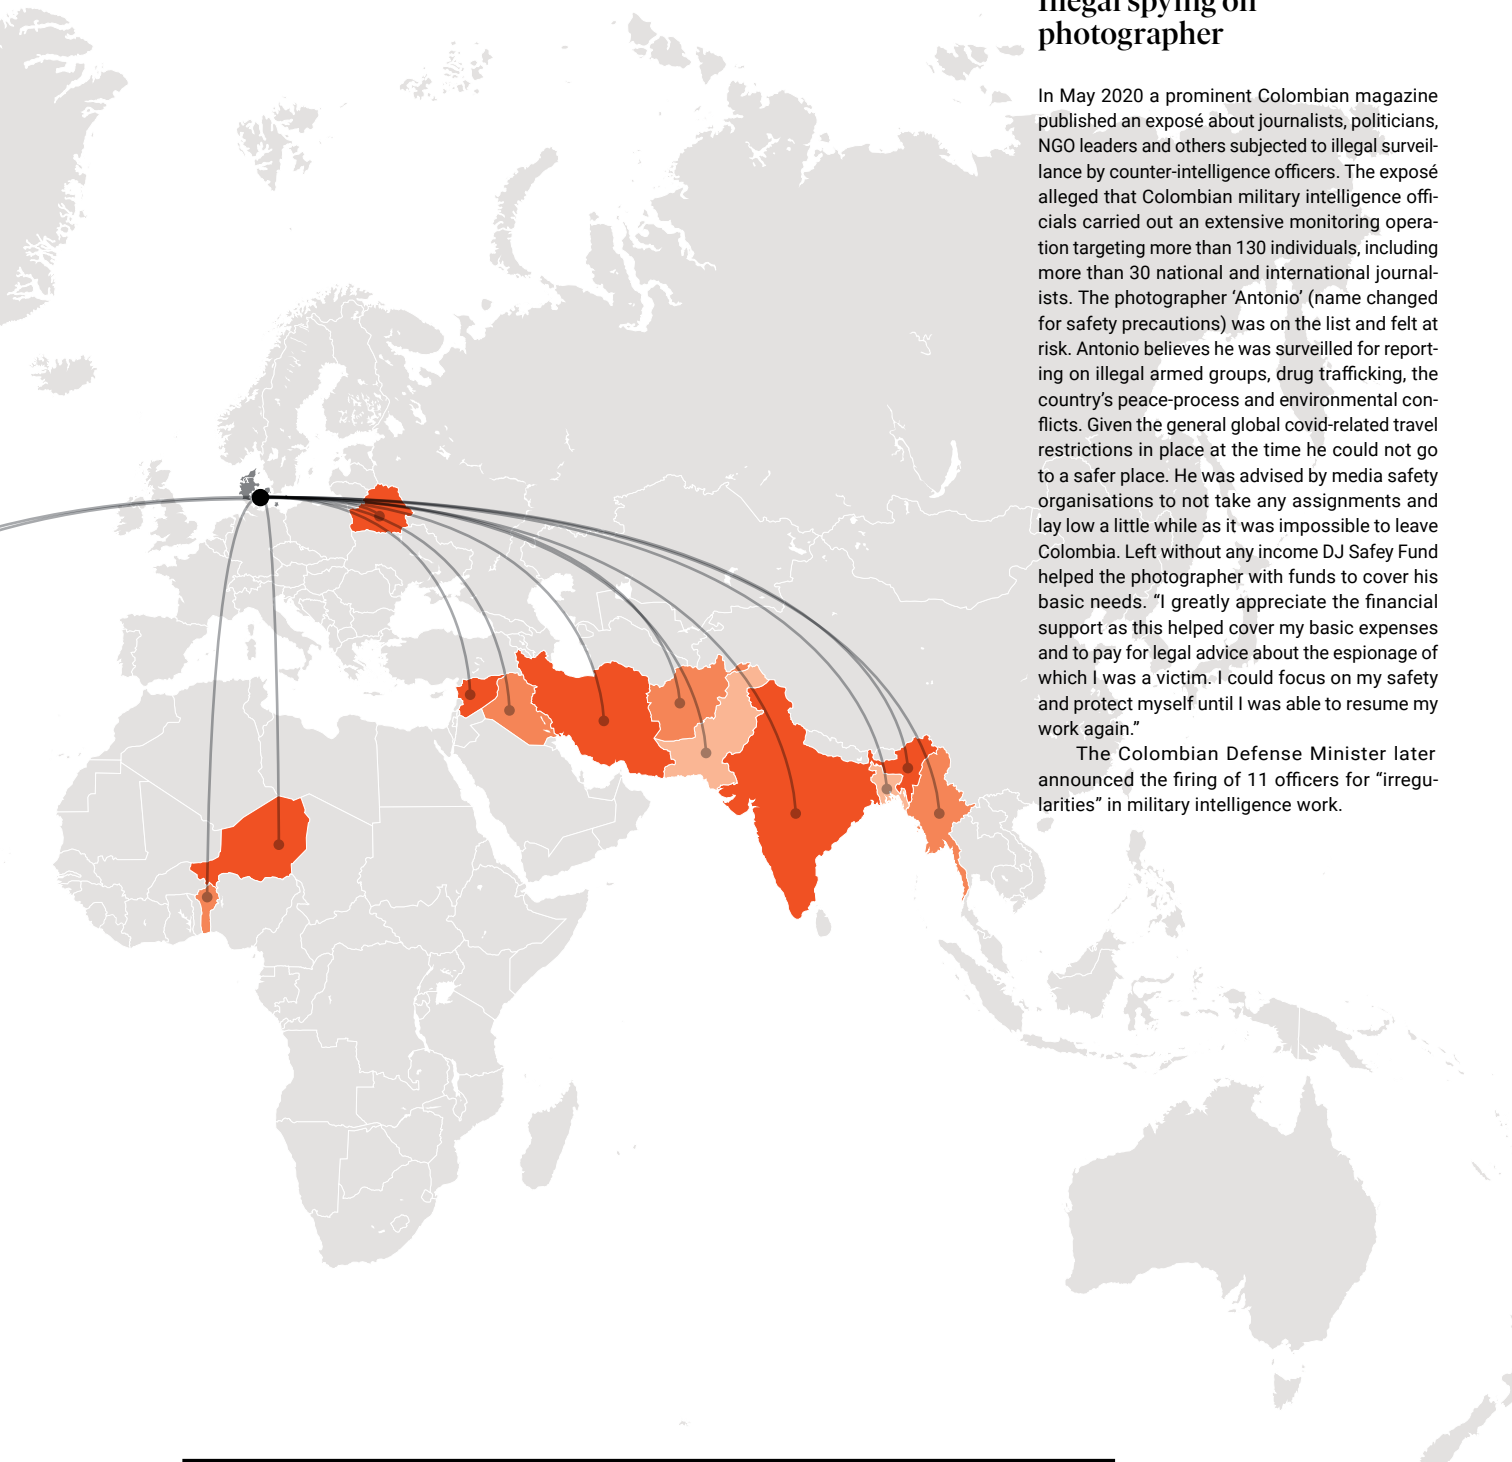 Illegal spying on
photographer
In May 2020 a prominent Colombian magazine
published an exposé about journalists, politicians,
NGO leaders and others subjected to illegal surveil-
lance by counter-intelligence officers. The exposé
alleged that Colombian military intelligence offi-
cials carried out an extensive monitoring opera-
tion targeting more than 130 individuals, including
more than 30 national and international journal-
ists. The photographer ‘Antonio’ (name changed
for safety precautions) was on the list and felt at
risk. Antonio believes he was surveilled for report-
ing on illegal armed groups, drug trafficking, the
country’s peace-process and environmental con-
flicts. Given the general global covid-related travel
restrictions in place at the time he could not go
to a safer place. He was advised by media safety
organisations to not take any assignments and
lay low a little while as it was impossible to leave
Colombia. Left without any income DJ Safey Fund
helped the photographer with funds to cover his
basic needs. “I greatly appreciate the financial
support as this helped cover my basic expenses
and to pay for legal advice about the espionage of
which I was a victim. I could focus on my safety
and protect myself until I was able to resume my
work again.”
The Colombian Defense Minister later
announced the firing of 11 officers for “irregu-
larities” in military intelligence work.